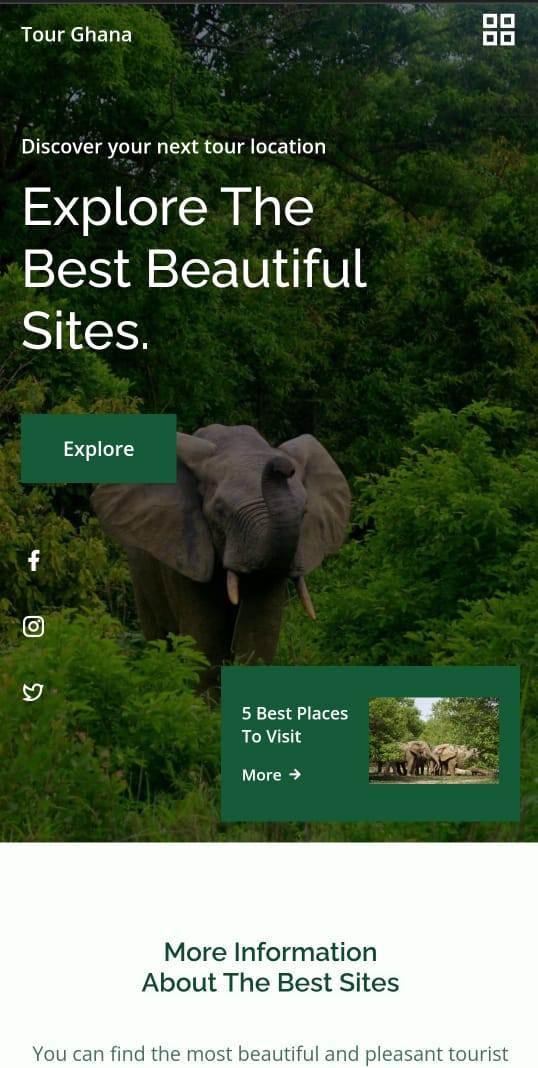 Tour Ghana
Discover your next tour location
Explore The
Best Beautiful
Sites.
Explore
5 Best Places
To Visit
More
More Information
About The Best Sites
You can find the most beautiful and pleasant tourist